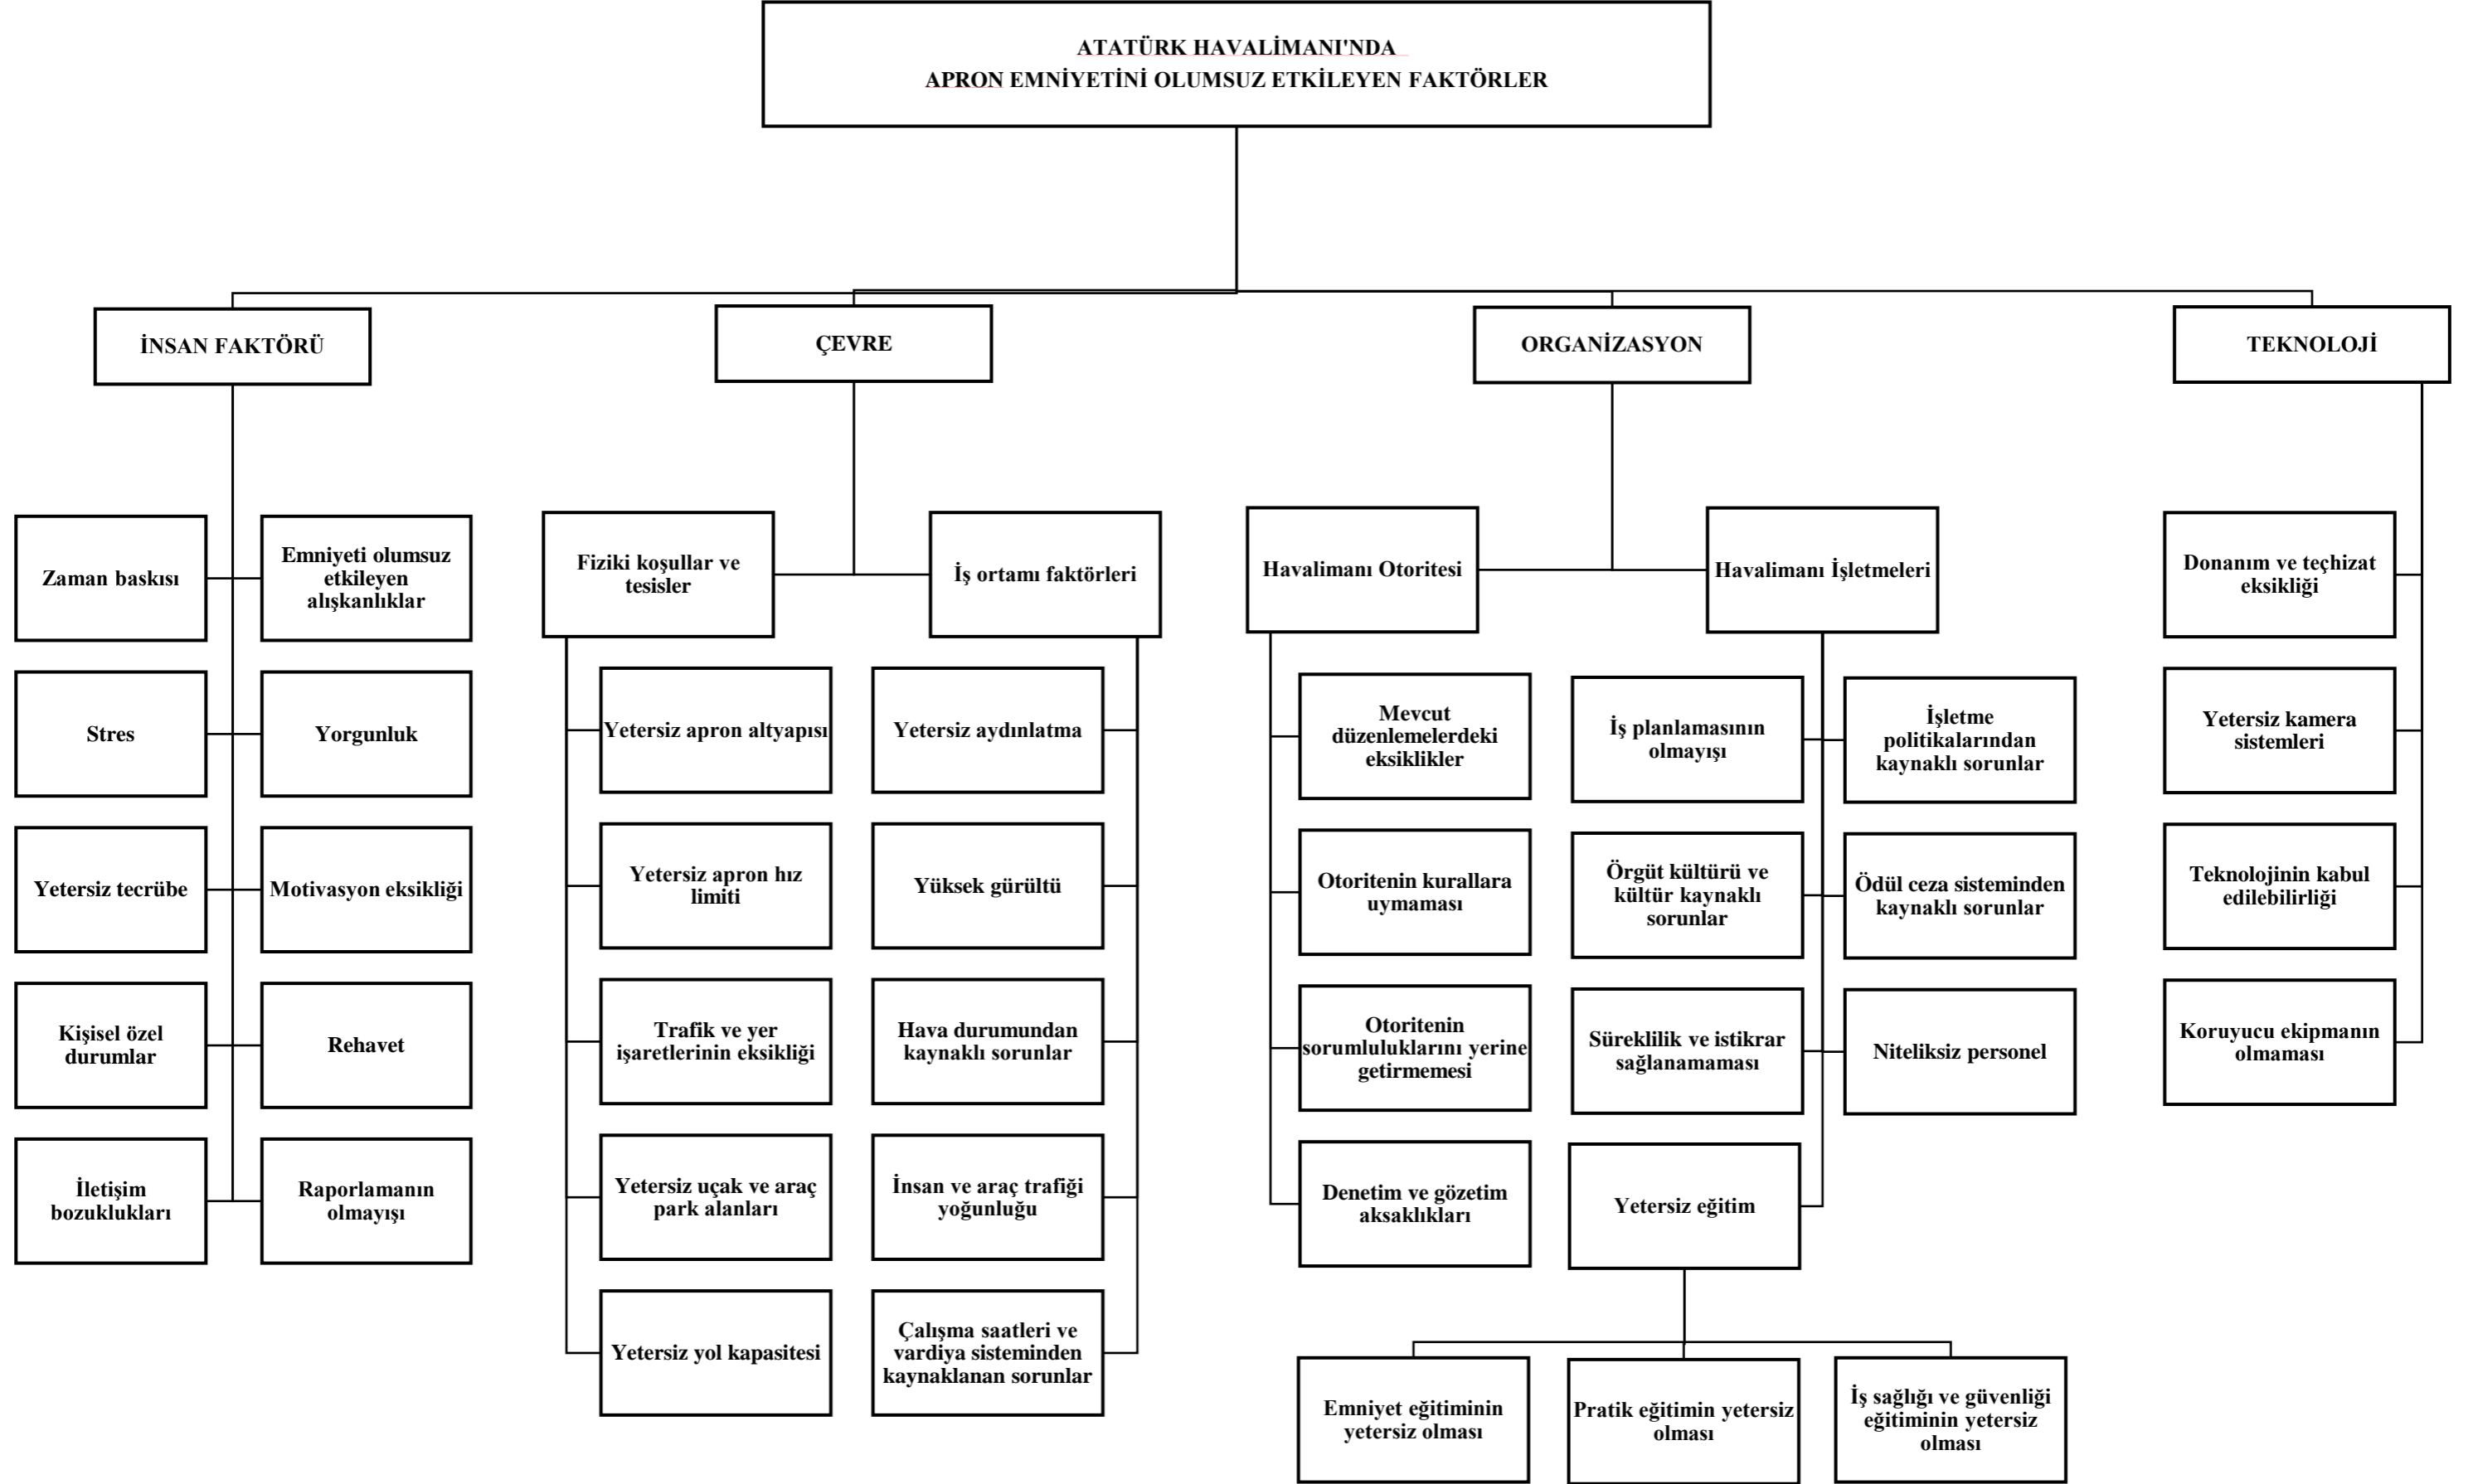 ATATÜRK HAVALİMANI'NDA
APRON EMNİYETİNİ OLUMSUZ ETKİLEYEN FAKTÖRLER
İNSAN FAKTÖRÜ
Zaman baskısı
Emniyeti olumsuz
etkileyen
alışkanlıklar
Stres
Yorgunluk
Yetersiz tecrübe
Motivasyon eksikliği
Kişisel özel
durumlar
Rehavet
İletişim
bozuklukları
Raporlamanın
olmayışı
ÇEVRE
Fiziki koşullar ve
tesisler
Yetersiz apron altyapısı
Yetersiz apron hız
limiti
Trafik ve yer
işaretlerinin eksikliği
Yetersiz uçak ve araç
park alanları
Yetersiz yol kapasitesi
İş ortamı faktörleri
Yetersiz aydınlatma
Yüksek gürültü
Hava durumundan
kaynaklı sorunlar
İnsan ve araç trafiği
yoğunluğu
Çalışma saatleri ve
vardiya sisteminden
kaynaklanan sorunlar
ORGANİZASYON
Havalimanı Otoritesi
Mevcut
düzenlemelerdeki
eksiklikler
Otoritenin kurallara
uymaması
Otoritenin
sorumluluklarını yerine
getirmemesi
Denetim ve gözetim
aksaklıkları
Havalimanı İşletmeleri
İş planlamasının
olmayışı
İşletme
politikalarından
kaynaklı sorunlar
Örgüt kültürü ve
kültür kaynaklı
sorunlar
Ödül ceza sisteminden
kaynaklı sorunlar
Süreklilik ve istikrar
sağlanamaması
Niteliksiz personel
Yetersiz eğitim
Emniyet eğitiminin
yetersiz olması
Pratik eğitimin yetersiz
olması
İş sağlığı ve güvenliği
eğitiminin yetersiz
olması
TEKNOLOJİ
Donanım ve teçhizat
eksikliği
Yetersiz kamera
sistemleri
Teknolojinin kabul
edilebilirliği
Koruyucu ekipmanın
olmaması